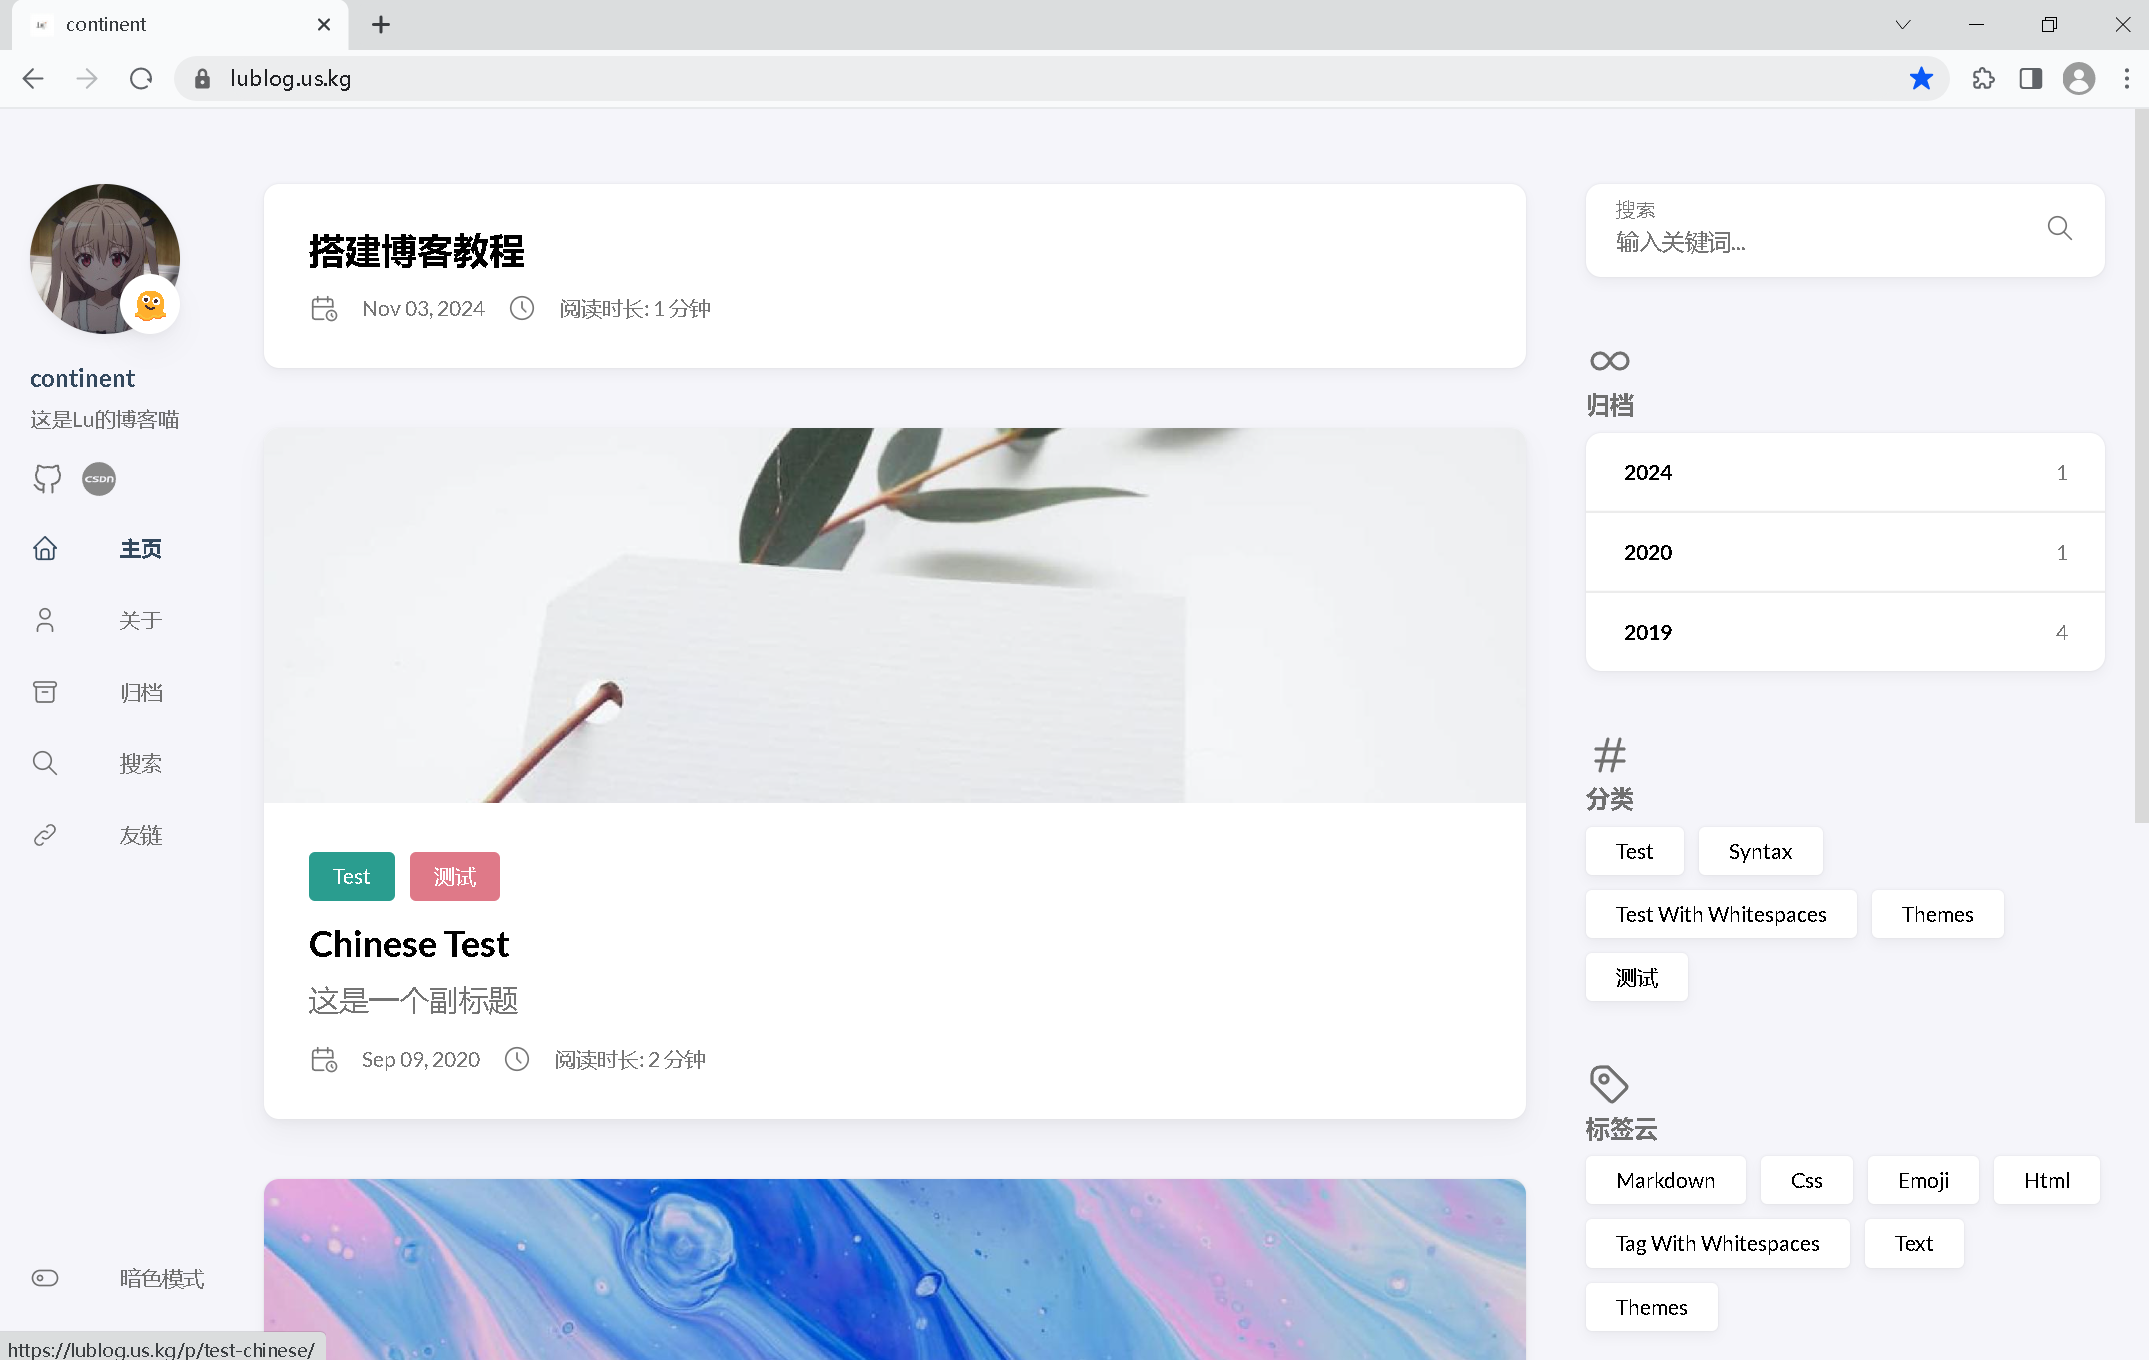 continent
lublog.us.kg
continent
这是Lu的博客喵
CSDN
主页
关于
归档
搜索
友链
暗色模式
搭建博客教程
Nov 03, 2024 阅读时长: 1 分钟
Test 测试
Chinese Test
这是一个副标题
Sep 09, 2020 阅读时长: 2 分钟
搜索
输入关键词...
归档
2024 1
2020 1
2019 4
分类
Test Syntax
Test With Whitespaces Themes
测试
标签云
Markdown Css Emoji Html
Tag With Whitespaces Text
Themes
https://lublog.us.kg/p/test-chinese/